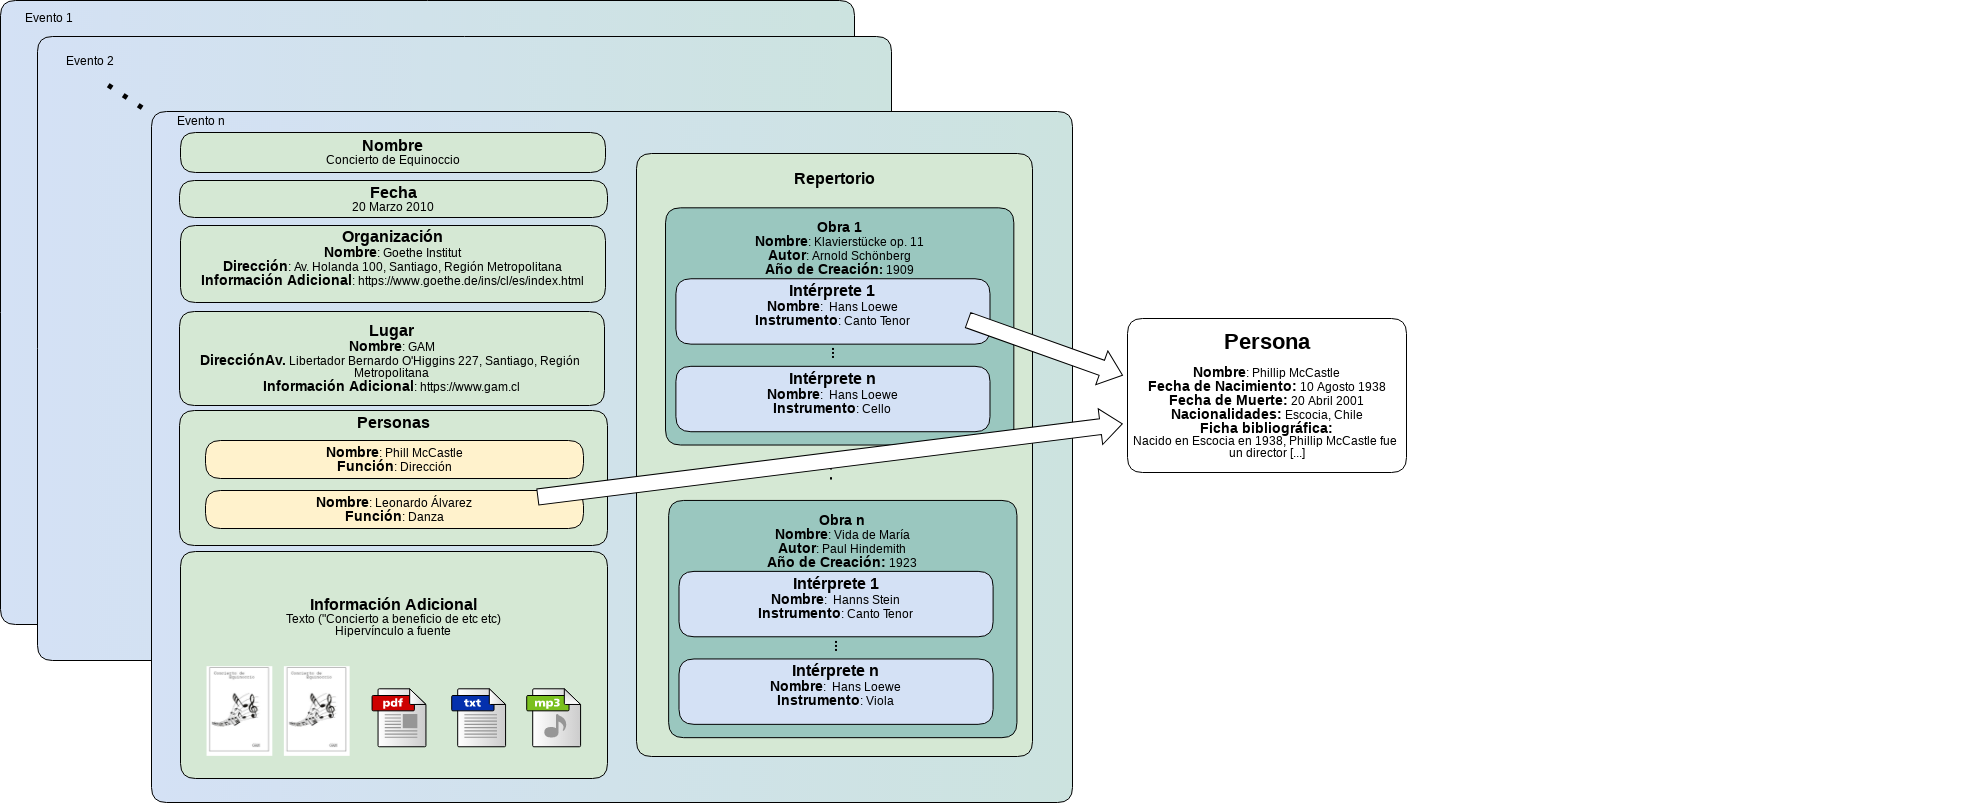 Evento 1
Evento 2
Evento n
Nombre
Concierto de Equinoccio
Fecha
20 Marzo 2010
Organización
Nombre: Goethe Institut
Dirección: Av. Holanda 100, Santiago, Región Metropolitana
Información Adicional: https://www.goethe.de/ins/cl/es/index.html
Lugar
Nombre: GAM
DirecciónAv. Libertador Bernardo O'Higgins 227, Santiago, Región
Metropolitana
Información Adicional: https://www.gam.cl
Personas
Nombre: Phill McCastle
Función: Dirección
Nombre: Leonardo Álvarez
Función: Danza
Información Adicional
Texto ("Concierto a beneficio de etc etc)
Hipervínculo a fuente
Concierto de
Equinoccio
Concierto de
Equinoccio
pdf
txt
mp3
Repertorio
Obra 1
Nombre: Klavierstücke op. 11
Autor: Arnold Schönberg
Año de Creación: 1909
Intérprete 1
Nombre: Hans Loewe
Instrumento: Canto Tenor
Intérprete n
Nombre: Hans Loewe
Instrumento: Cello
Obra n
Nombre: Vida de María
Autor: Paul Hindemith
Año de Creación: 1923
Intérprete 1
Nombre: Hanns Stein
Instrumento: Canto Tenor
Intérprete n
Nombre: Hans Loewe
Instrumento: Viola
Persona
Nombre: Phillip McCastle
Fecha de Nacimiento: 10 Agosto 1938
Fecha de Muerte: 20 Abril 2001
Nacionalidades: Escocia, Chile
Ficha bibliográfica:
Nacido en Escocia en 1938, Phillip McCastle fue
un director [...]